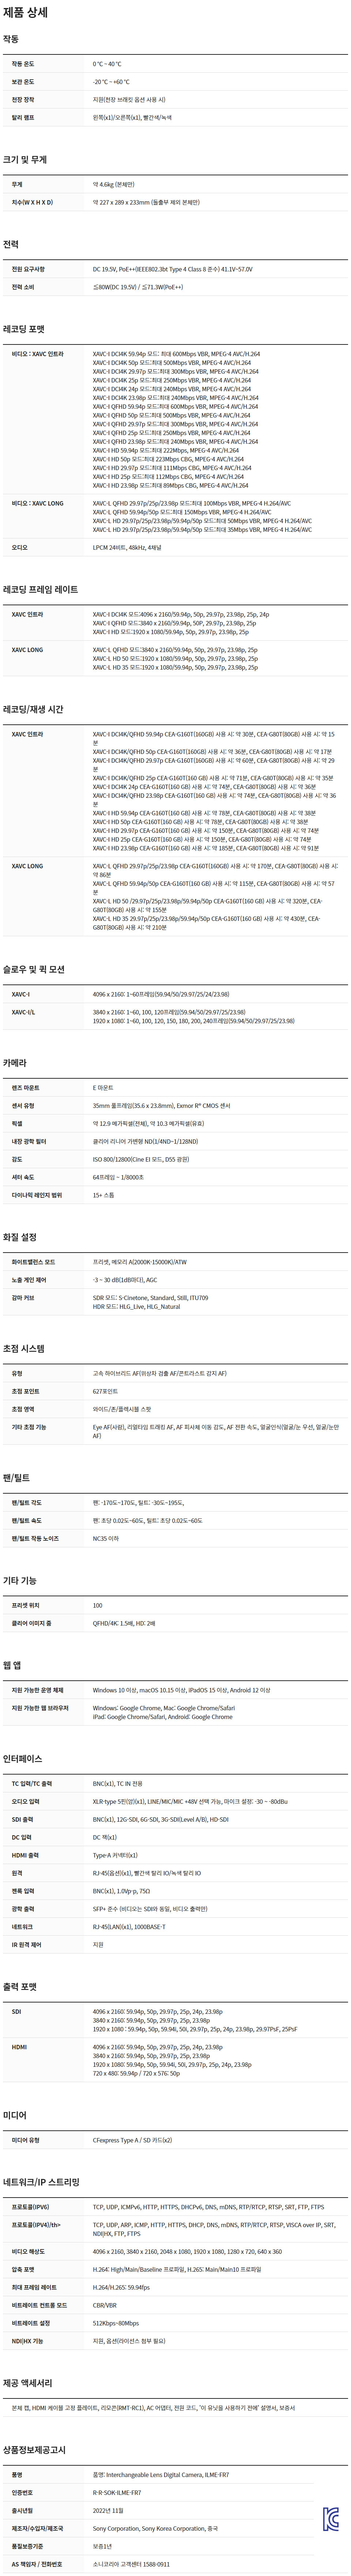 제품 상세
작동
작동 온도 0 °C ~ 40 °C
보관 온도 -20 °C ~ +60 °C
천장 장착 지원(천장 브래킷 옵션 사용 시)
탈리 램프 왼쪽(x1)/오른쪽(x1), 빨간색/녹색
크기 및 무게
무게 약 4.6kg (본체만)
치수(W X H X D) 약 227 x 289 x 233mm (돌출부 제외 본체만)
전력
전원 요구사항 DC 19.5V, PoE++(IEEE802.3bt Type 4 Class 8 준수) 41.1V~57.0V
전력 소비 ≦80W(DC 19.5V) / ≦71.3W(PoE++)
레코딩 포맷
비디오 : XAVC 인트라 XAVC-I DCI4K 59.94p 모드: 최대 600Mbps VBR, MPEG-4 AVC/H.264
XAVC-I DCI4K 50p 모드:최대 500Mbps VBR, MPEG-4 AVC/H.264
XAVC-I DCI4K 29.97p 모드:최대 300Mbps VBR, MPEG-4 AVC/H.264
XAVC-I DCI4K 25p 모드:최대 250Mbps VBR, MPEG-4 AVC/H.264
XAVC-I DCI4K 24p 모드:최대 240Mbps VBR, MPEG-4 AVC/H.264
XAVC-I DCI4K 23.98p 모드:최대 240Mbps VBR, MPEG-4 AVC/H.264
XAVC-I QFHD 59.94p 모드:최대 600Mbps VBR, MPEG-4 AVC/H.264
XAVC-I QFHD 50p 모드:최대 500Mbps VBR, MPEG-4 AVC/H.264
XAVC-I QFHD 29.97p 모드:최대 300Mbps VBR, MPEG-4 AVC/H.264
XAVC-I QFHD 25p 모드:최대 250Mbps VBR, MPEG-4 AVC/H.264
XAVC-I QFHD 23.98p 모드:최대 240Mbps VBR, MPEG-4 AVC/H.264
XAVC-I HD 59.94p 모드:최대 222Mbps, MPEG-4 AVC/H.264
XAVC-I HD 50p 모드:최대 223Mbps CBG, MPEG-4 AVC/H.264
XAVC-I HD 29.97p 모드:최대 111Mbps CBG, MPEG-4 AVC/H.264
XAVC-I HD 25p 모드:최대 112Mbps CBG, MPEG-4 AVC/H.264
XAVC-I HD 23.98p 모드:최대 89Mbps CBG, MPEG-4 AVC/H.264
비디오 : XAVC LONG XAVC-L QFHD 29.97p/25p/23.98p 모드:최대 100Mbps VBR, MPEG-4 H.264/AVC
XAVC-L QFHD 59.94p/50p 모드:최대 150Mbps VBR, MPEG-4 H.264/AVC
XAVC-L HD 29.97p/25p/23.98p/59.94p/50p 모드:최대 50Mbps VBR, MPEG-4 H.264/AVC
XAVC-L HD 29.97p/25p/23.98p/59.94p/50p 모드:최대 35Mbps VBR, MPEG-4 H.264/AVC
오디오 LPCM 24비트, 48kHz, 4채널
레코딩 프레임 레이트
XAVC 인트라 XAVC-I DCI4K 모드:4096 x 2160/59.94p, 50p, 29.97p, 23.98p, 25p, 24p
XAVC-I QFHD 모드:3840 x 2160/59.94p, 50P, 29.97p, 23.98p, 25p
XAVC-I HD 모드:1920 x 1080/59.94p, 50p, 29.97p, 23.98p, 25p
XAVC LONG XAVC-L QFHD 모드:3840 x 2160/59.94p, 50p, 29.97p, 23.98p, 25p
XAVC-L HD 50 모드:1920 x 1080/59.94p, 50p, 29.97p, 23.98p, 25p
XAVC-L HD 35 모드:1920 x 1080/59.94p, 50p, 29.97p, 23.98p, 25p
레코딩/재생 시간
XAVC 인트라 XAVC-I DCI4K/QFHD 59.94p CEA-G160T(160GB) 사용 시: 약 30분, CEA-G80T(80GB) 사용 시: 약 15
분
XAVC-I DCI4K/QFHD 50p CEA-G160T(160GB) 사용 시: 약 36분, CEA-G80T(80GB) 사용 시: 약 17분
XAVC-I DCI4K/QFHD 29.97p CEA-G160T(160GB) 사용 시: 약 60분, CEA-G80T(80GB) 사용 시: 약 29
분
XAVC-I DCI4K/QFHD 25p CEA-G160T(160 GB) 사용 시: 약 71분, CEA-G80T(80GB) 사용 시: 약 35분
XAVC-I DCI4K 24p CEA-G160T(160 GB) 사용 시: 약 74분, CEA-G80T(80GB) 사용 시: 약 36분
XAVC-I DCI4K/QFHD 23.98p CEA-G160T(160 GB) 사용 시: 약 74분, CEA-G80T(80GB) 사용 시: 약 36
분
XAVC-I HD 59.94p CEA-G160T(160 GB) 사용 시: 약 78분, CEA-G80T(80GB) 사용 시: 약 38분
XAVC-I HD 50p CEA-G160T(160 GB) 사용 시: 약 78분, CEA-G80T(80GB) 사용 시: 약 38분
XAVC-I HD 29.97p CEA-G160T(160 GB) 사용 시: 약 150분, CEA-G80T(80GB) 사용 시: 약 74분
XAVC-I HD 25p CEA-G160T(160 GB) 사용 시: 약 150분, CEA-G80T(80GB) 사용 시: 약 74분
XAVC-I HD 23.98p CEA-G160T(160 GB) 사용 시: 약 185분, CEA-G80T(80GB) 사용 시: 약 91분
XAVC LONG XAVC-L QFHD 29.97p/25p/23.98p CEA-G160T(160GB) 사용 시: 약 170분, CEA-G80T(80GB) 사용 시:
약 86분
XAVC-L QFHD 59.94p/50p CEA-G160T(160 GB) 사용 시: 약 115분, CEA-G80T(80GB) 사용 시: 약 57
분
XAVC-L HD 50 /29.97p/25p/23.98p/59.94p/50p CEA-G160T(160 GB) 사용 시: 약 320분, CEA-
G80T(80GB) 사용 시: 약 155분
XAVC-L HD 35 29.97p/25p/23.98p/59.94p/50p CEA-G160T(160 GB) 사용 시: 약 430분, CEA-
G80T(80GB) 사용 시: 약 210분
슬로우 및 퀵 모션
XAVC-I 4096 x 2160: 1~60프레임(59.94/50/29.97/25/24/23.98)
XAVC-I/L 3840 x 2160: 1~60, 100, 120프레임(59.94/50/29.97/25/23.98)
1920 x 1080: 1~60, 100, 120, 150, 180, 200, 240프레임(59.94/50/29.97/25/23.98)
카메라
렌즈 마운트 E 마운트
센서 유형 35mm 풀프레임(35.6 x 23.8mm), Exmor R® CMOS 센서
픽셀 약 12.9 메가픽셀(전체), 약 10.3 메가픽셀(유효)
내장 광학 필터 클리어 리니어 가변형 ND(1/4ND~1/128ND)
감도 ISO 800/12800(Cine EI 모드, D55 광원)
셔터 속도 64프레임 ~ 1/8000초
다이나믹 레인지 범위 15+ 스톱
화질 설정
화이트밸런스 모드 프리셋, 메모리 A(2000K-15000K)/ATW
노출 게인 제어 -3 ~ 30 dB(1dB마다), AGC
감마 커브 SDR 모드: S-Cinetone, Standard, Still, ITU709
HDR 모드: HLG_Live, HLG_Natural
초점 시스템
유형 고속 하이브리드 AF(위상차 검출 AF/콘트라스트 감지 AF)
초점 포인트 627포인트
초점 영역 와이드/존/플렉시블 스팟
기타 초점 기능 Eye AF(사람), 리얼타임 트래킹 AF, AF 피사체 이동 감도, AF 전환 속도, 얼굴인식(얼굴/눈 우선, 얼굴/눈만
AF)
팬/틸트
팬/틸트 각도 팬: -170도~170도, 틸트: -30도~195도,
팬/틸트 속도 팬: 초당 0.02도~60도, 틸트: 초당 0.02도~60도
팬/틸트 작동 노이즈 NC35 이하
기타 기능
프리셋 위치 100
클리어 이미지 줌 QFHD/4K: 1.5배, HD: 2배
웹 앱
지원 가능한 운영 체제 Windows 10 이상, macOS 10.15 이상, iPadOS 15 이상, Android 12 이상
지원 가능한 웹 브라우저 Windows: Google Chrome, Mac: Google Chrome/Safari
iPad: Google Chrome/Safari, Android: Google Chrome
인터페이스
TC 입력/TC 출력 BNC(x1), TC IN 전용
오디오 입력 XLR-type 5핀(암)(x1), LINE/MIC/MIC +48V 선택 가능, 마이크 설정: -30 ~ -80dBu
SDI 출력 BNC(x1), 12G-SDI, 6G-SDI, 3G-SDI(Level A/B), HD-SDI
DC 입력 DC 잭(x1)
HDMI 출력 Type-A 커넥터(x1)
원격 RJ-45(옵션)(x1), 빨간색 탈리 IO/녹색 탈리 IO
젠록 입력 BNC(x1), 1.0Vp-p, 75Ω
광학 출력 SFP+ 준수 (비디오는 SDI와 동일, 비디오 출력만)
네트워크 RJ-45(LAN)(x1), 1000BASE-T
IR 원격 제어 지원
출력 포맷
SDI 4096 x 2160: 59.94p, 50p, 29.97p, 25p, 24p, 23.98p
3840 x 2160: 59.94p, 50p, 29.97p, 25p, 23.98p
1920 x 1080 : 59.94p, 50p, 59.94i, 50i, 29.97p, 25p, 24p, 23.98p, 29.97PsF, 25PsF
HDMI 4096 x 2160: 59.94p, 50p, 29.97p, 25p, 24p, 23.98p
3840 x 2160: 59.94p, 50p, 29.97p, 25p, 23.98p
1920 x 1080: 59.94p, 50p, 59.94i, 50i, 29.97p, 25p, 24p, 23.98p
720 x 480: 59.94p / 720 x 576: 50p
미디어
미디어 유형 CFexpress Type A / SD 카드(x2)
네트워크/IP 스트리밍
프로토콜(IPV6) TCP, UDP, ICMPv6, HTTP, HTTPS, DHCPv6, DNS, mDNS, RTP/RTCP, RTSP, SRT, FTP, FTPS
프로토콜(IPV4)/th> TCP, UDP, ARP, ICMP, HTTP, HTTPS, DHCP, DNS, mDNS, RTP/RTCP, RTSP, VISCA over IP, SRT,
NDI|HX, FTP, FTPS
비디오 해상도 4096 x 2160, 3840 x 2160, 2048 x 1080, 1920 x 1080, 1280 x 720, 640 x 360
압축 포맷 H.264: High/Main/Baseline 프로파일, H.265: Main/Main10 프로파일
최대 프레임 레이트 H.264/H.265: 59.94fps
비트레이트 컨트롤 모드 CBR/VBR
비트레이트 설정 512Kbps~80Mbps
NDI|HX 기능 지원, 옵션(라이선스 첨부 필요)
제공 액세서리
본체 캡, HDMI 케이블 고정 플레이트, 리모콘(RMT-RC1), AC 어댑터, 전원 코드, '이 유닛을 사용하기 전에' 설명서, 보증서
상품정보제공고시
품명 품명: Interchangeable Lens Digital Camera, ILME-FR7
인증번호 R-R-SOK-ILME-FR7
출시년월 2022년 11월
제조자/수입자/제조국 Sony Corporation, Sony Korea Corporation, 중국
품질보증기준 보증1년
AS 책임자 / 전화번호 소니코리아 고객센터 1588-0911